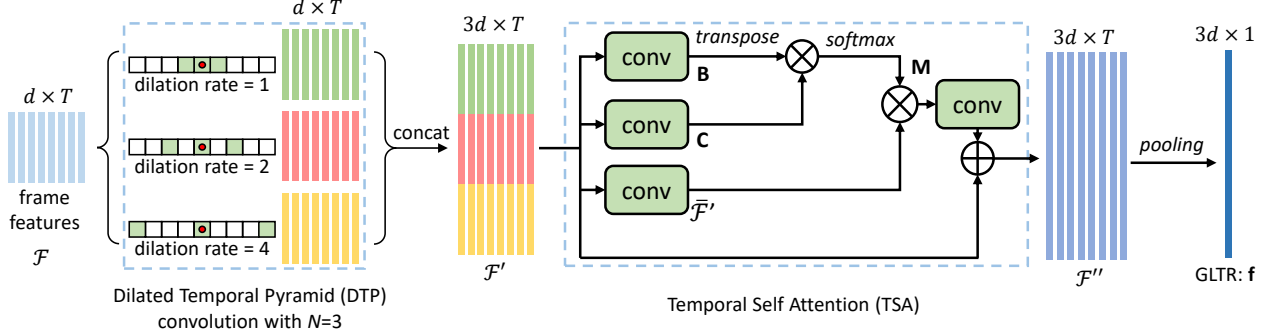 d × T
frame
features
ℱ
d × T
dilation rate = 1
dilation rate = 2
dilation rate = 4
Dilated Temporal Pyramid (DTP)
convolution with N=3
concat
3d × T
ℱ′
conv
transpose
B
softmax
M
conv
C
conv
ℱ̄′
conv
Temporal Self Attention (TSA)
3d × T
ℱ′′
pooling
3d × 1
GLTR: f